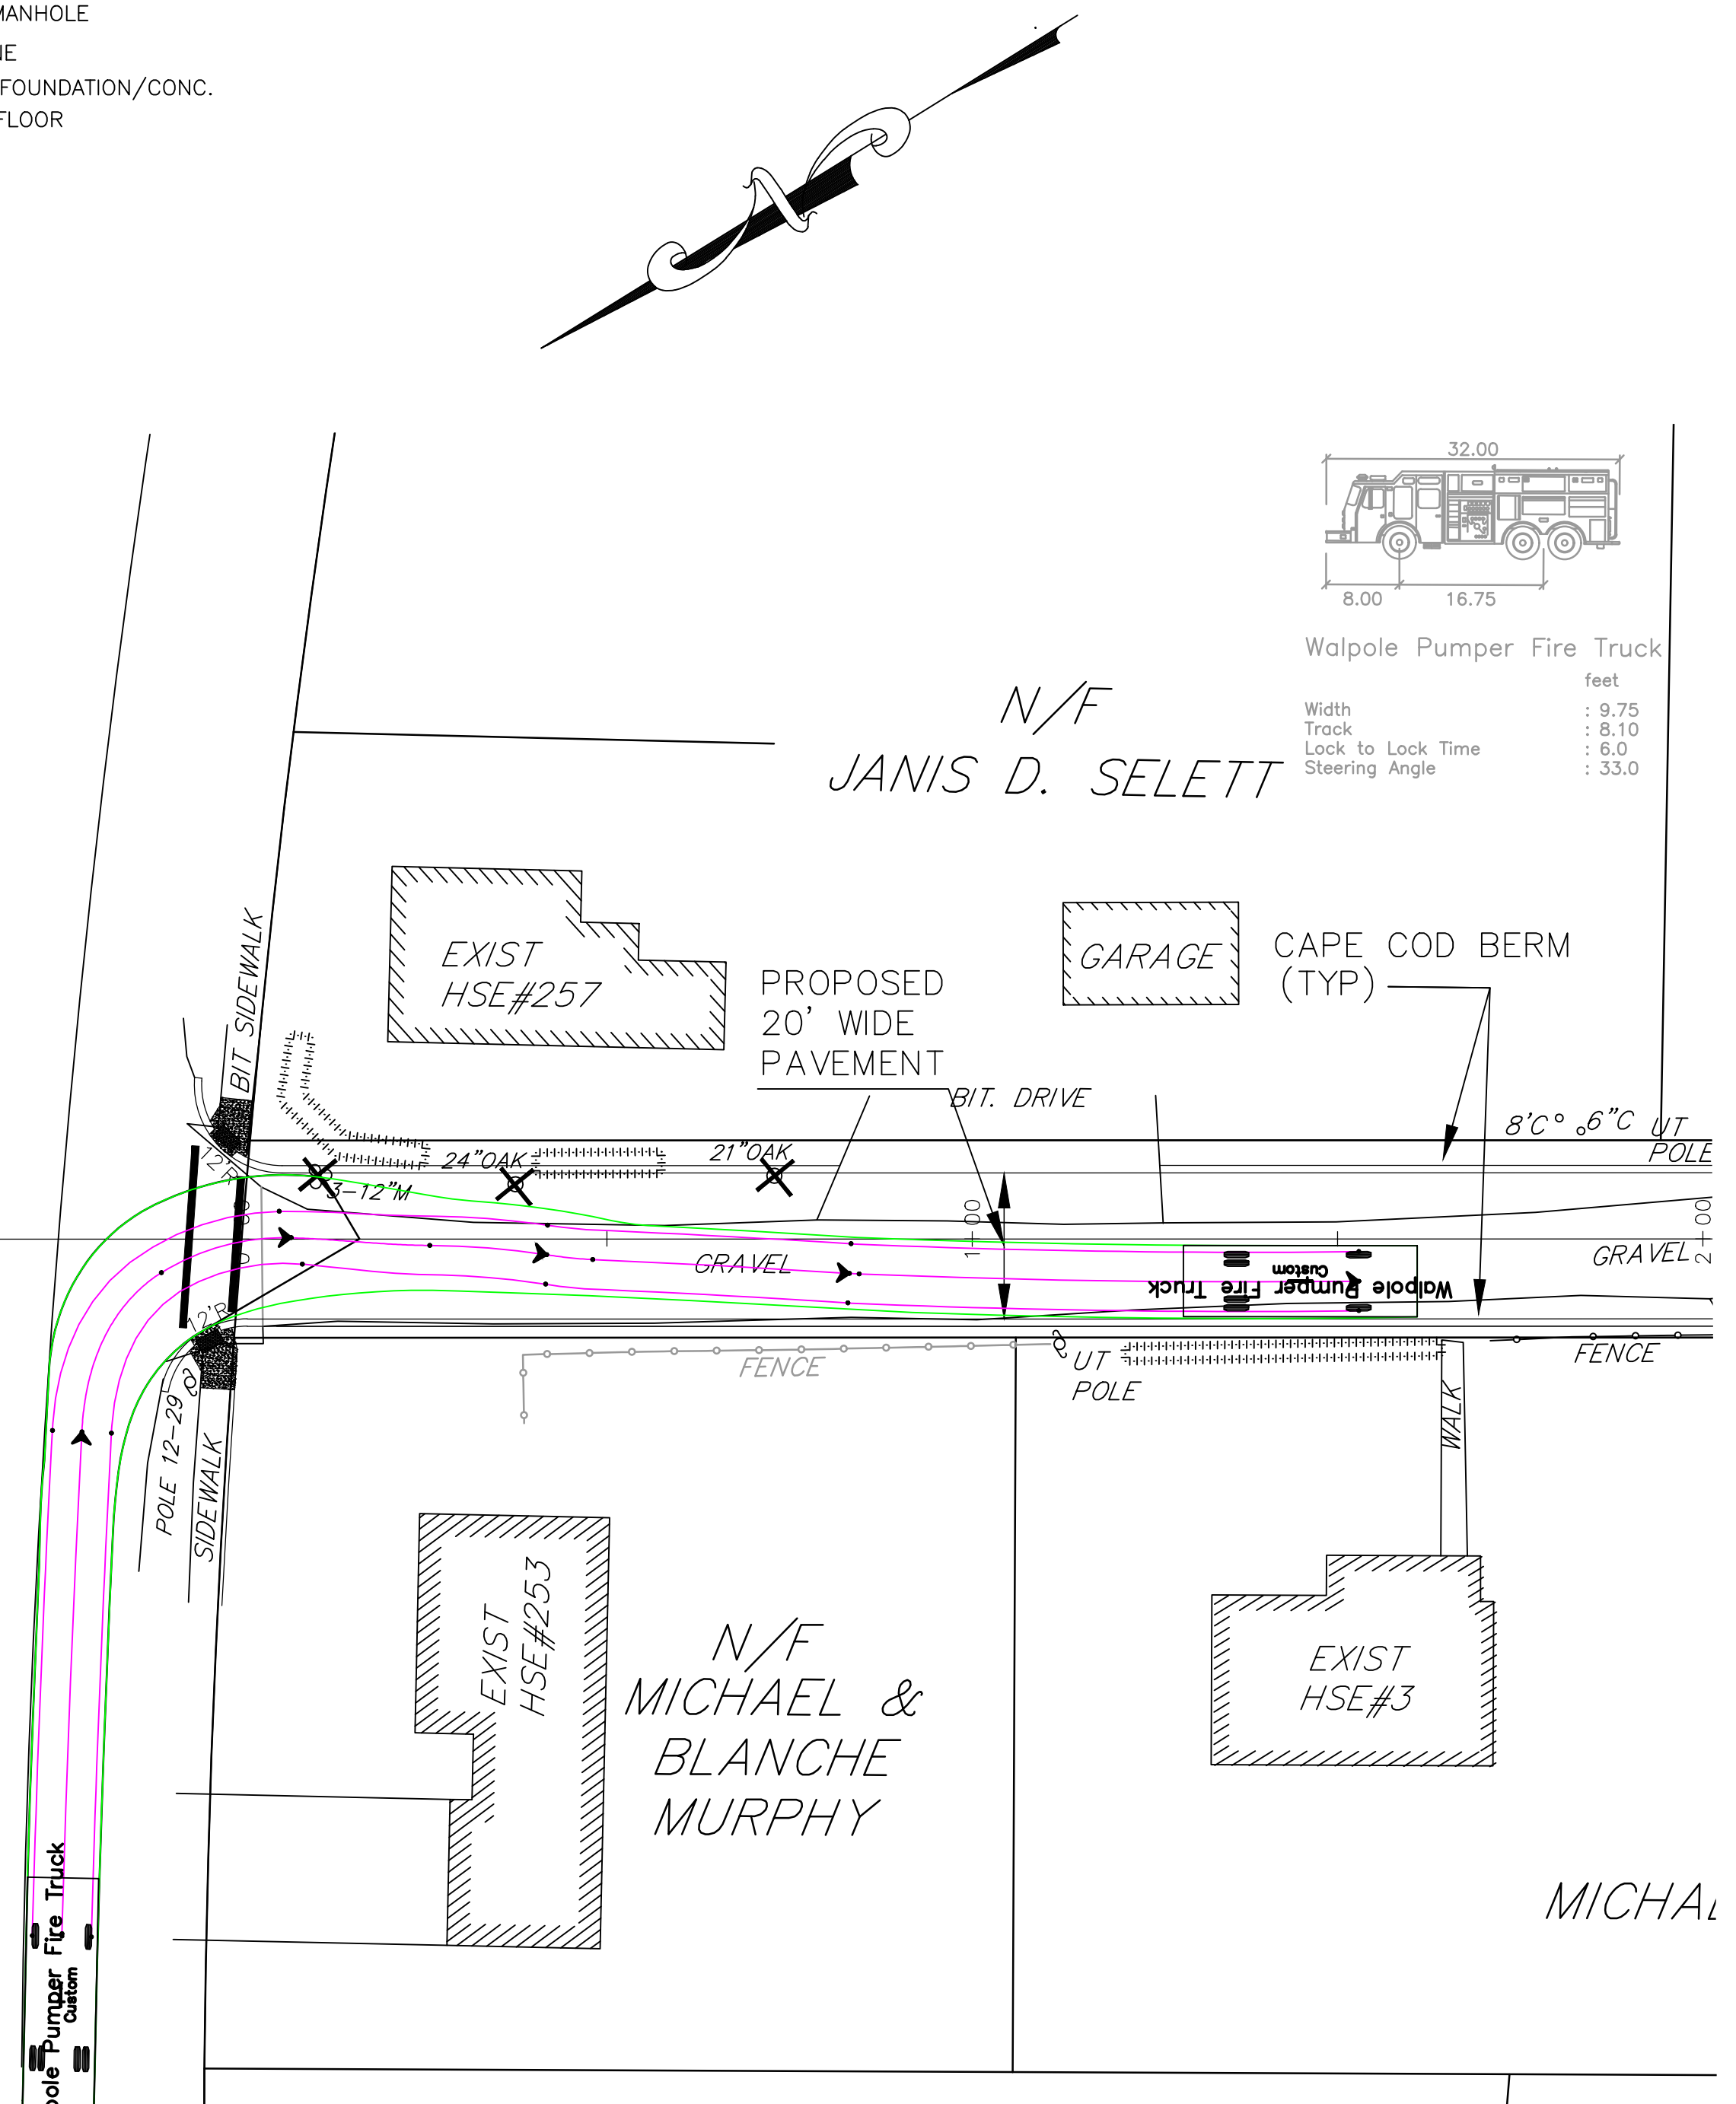 MANHOLE
NE
FOUNDATION/CONC.
FLOOR
32.00
8.00
16.75
Walpole Pumper Fire Truck
feet
Width : 9.75
Track : 8.10
Lock to Lock Time : 6.0
Steering Angle : 33.0
N/F
JANIS D. SELETT
EXIST
HSE#257
GARAGE
CAPE COD BERM
(TYP)
PROPOSED
20' WIDE
PAVEMENT
BIT. DRIVE
BIT SIDEWALK
8'C
6"C
UT
POLE
24"OAK
21"OAK
12'R
3-12"M
1+00
2+00
GRAVEL
GRAVEL
Walpole Pumper Fire Truck
Custom
12'R
FENCE
UT
POLE
FENCE
WALK
POLE 12-29
SIDEWALK
EXIST
HSE#253
N/F
MICHAEL &
BLANCHE
MURPHY
EXIST
HSE#3
MICHAE
pole Pumper Fire Truck
Custom